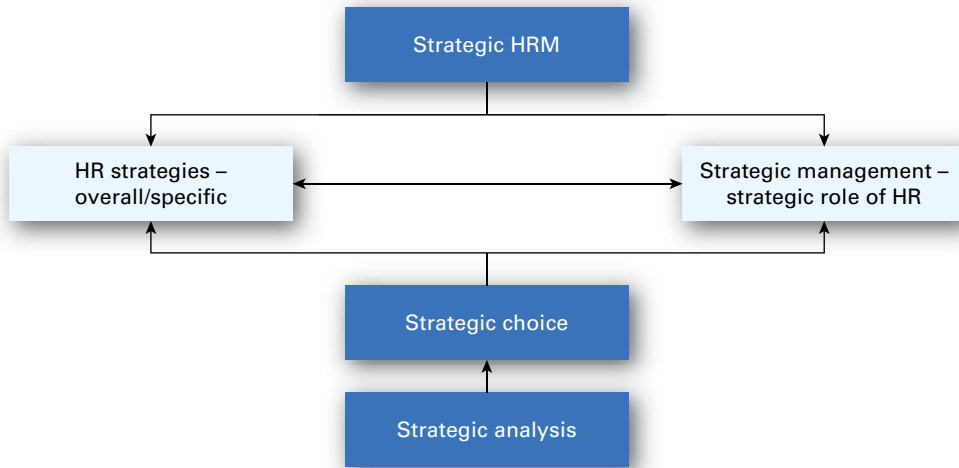 Strategic HRM
HR strategies –
overall/specific
Strategic management –
strategic role of HR
Strategic choice
Strategic analysis